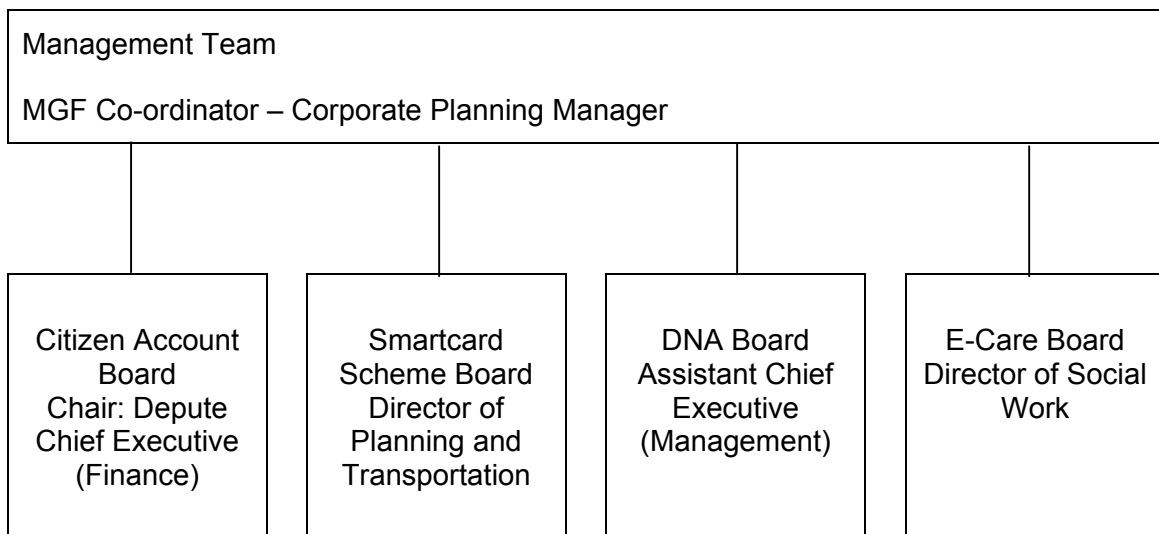 Management Team
MGF Co-ordinator – Corporate Planning Manager
Citizen Account
Board
Chair: Depute
Chief Executive
(Finance)
Smartcard
Scheme Board
Director of
Planning and
Transportation
DNA Board
Assistant Chief
Executive
(Management)
E-Care Board
Director of Social
Work